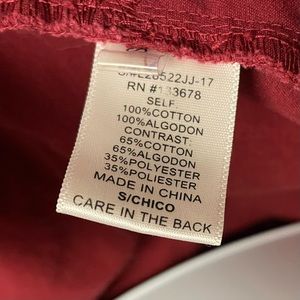 RN #133678
SELF:
100%COTTON
100%ALGODON
CONTRAST:
65%COTTON
65%ALGODON
35%POLYESTER
35%POLIESTER
MADE IN CHINA
S/CHICO
CARE IN THE BACK